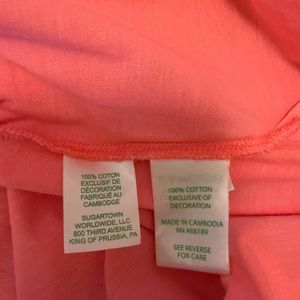 100% COTTON
EXCLUSIF DE
DÉCORATION
FABRIQUÉ AU
CAMBODGE
SUGARTOWN
WORLDWIDE, LLC
800 THIRD AVENUE
KING OF PRUSSIA, PA
100% COTTON
EXCLUSIVE OF
DECORATION
MADE IN CAMBODIA
RN #68189
SEE REVERSE
FOR CARE